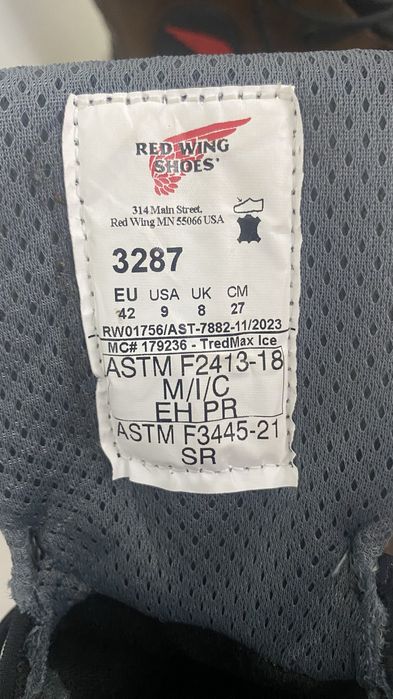 RED WING
SHOES
314 Main Street,
Red Wing MN 55066 USA
3287
EU USA UK CM
42 9 8 27
RW01756/AST-7882-11/2023
MC# 179236 - TredMax Ice
ASTM F2413-18
M/I/C
EH PR
ASTM F3445-21
SR